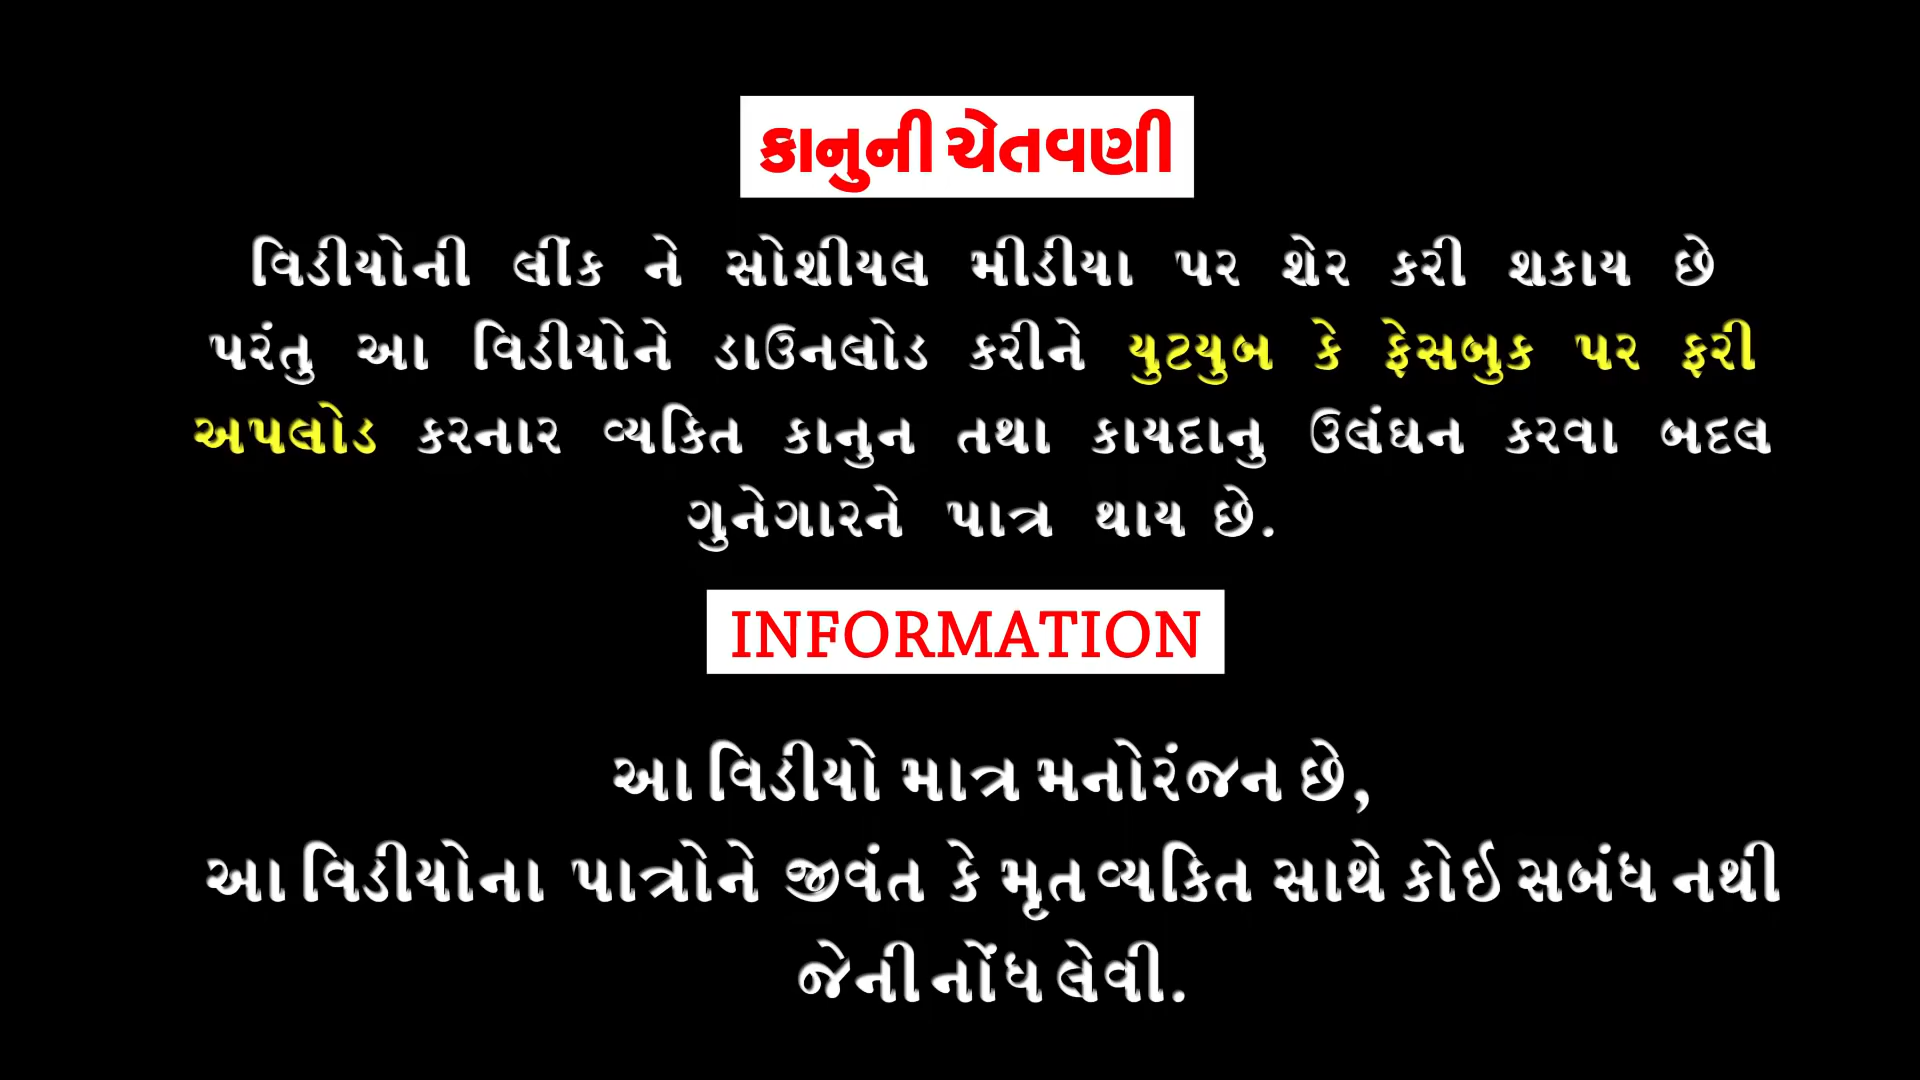 કાનુની ચેતવણી
વિડીયોની લીંક ને સોશીયલ મીડીયા પર શેર કરી શકાય છે
પરંતુ આ વિડીયોને ડાઉનલોડ કરીને યુટયુબ કે ફેસબુક પર ફરી
અપલોડ કરનાર વ્યકિત કાનુન તથા કાયદાનુ ઉલંઘન કરવા બદલ
ગુનેગારને પાત્ર થાય છે.
INFORMATION
આ વિડીયો માત્ર મનોરંજન છે,
આ વિડીયોના પાત્રોને જીવંત કે મૃત વ્યકિત સાથે કોઇ સબંધ નથી
જેની નોંધ લેવી.